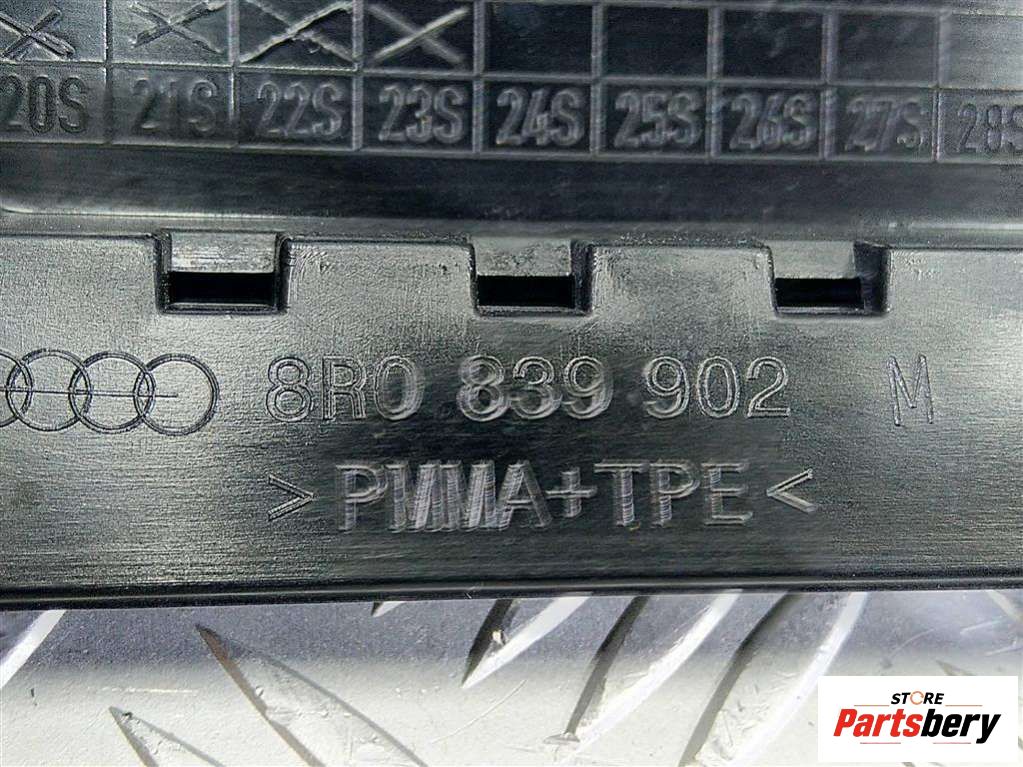 20S 21S 22S 23S 24S 25S 26S 27S 28S
8R0 839 902 M
> PMMA+TPE <
STORE
Partsbery